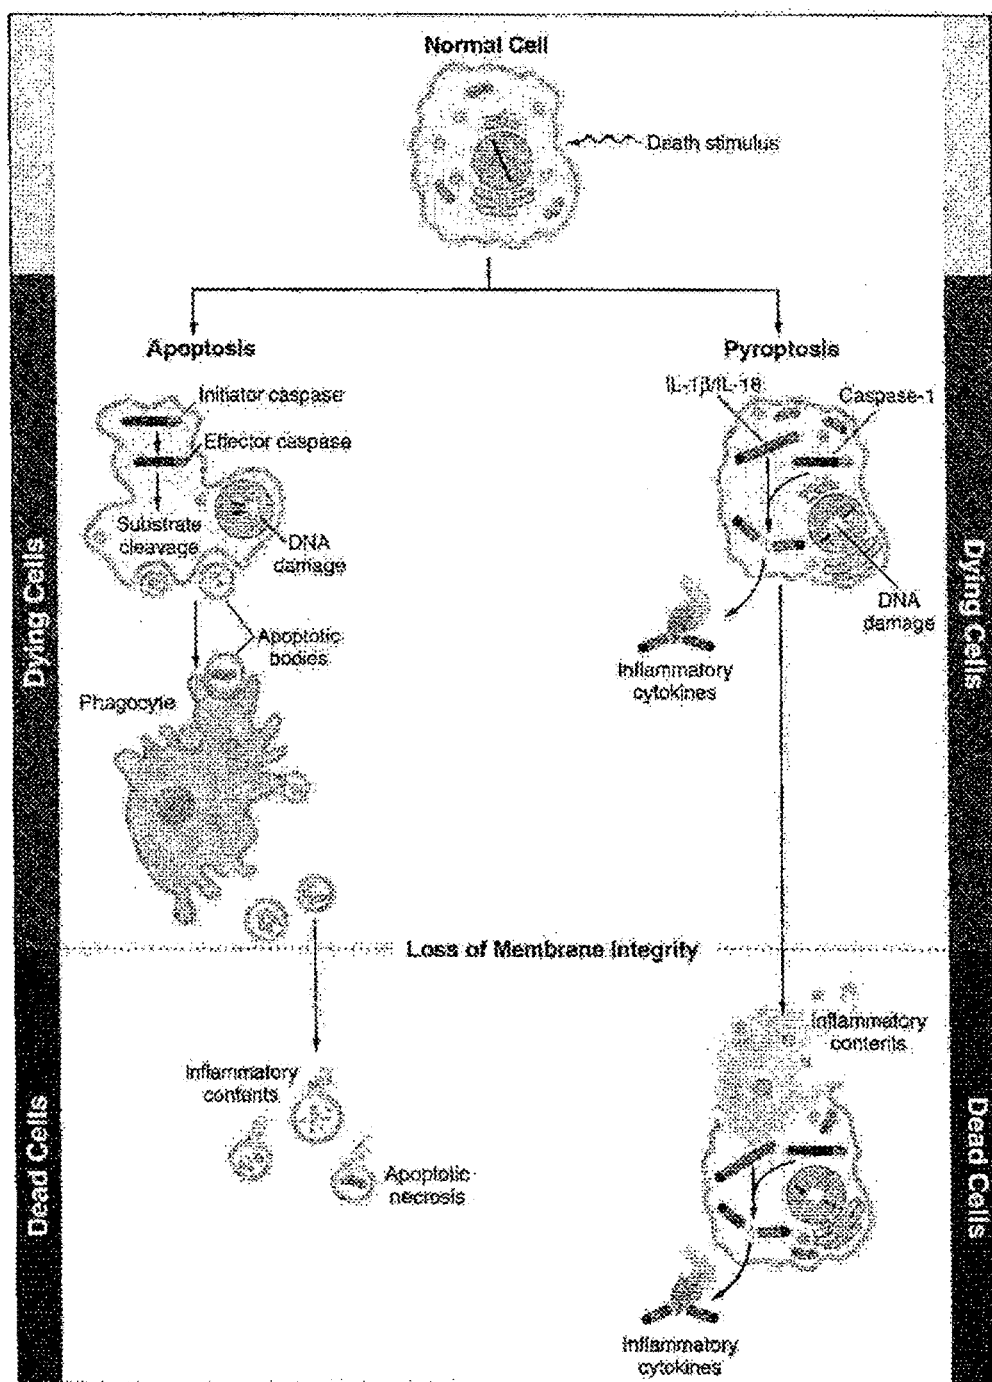 Normal Cell
Death stimulus
Apoptosis
Initiator caspase
Effector caspase
Substrate
cleavage
DNA
damage
Apoptotic
bodies
Phagocyte
Pyroptosis
IL-1β/IL-18
Caspase-1
DNA
damage
Inflammatory
cytokines
Dying Cells
Dying Cells
Loss of Membrane Integrity
Inflammatory
contents
Apoptotic
necrosis
Inflammatory
contents
Inflammatory
cytokines
Dead Cells
Dead Cells